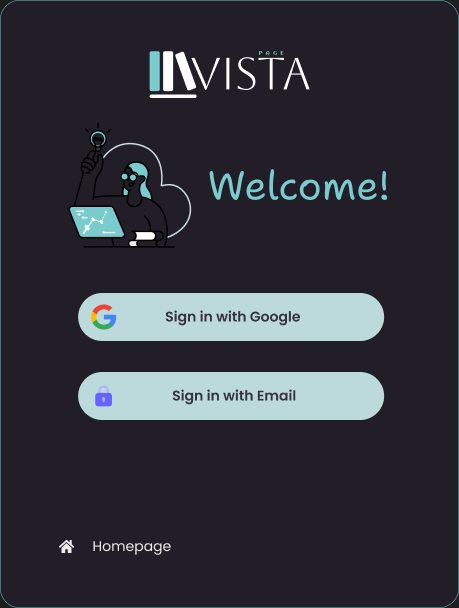 PAGE
VISTA
Welcome!
Sign in with Google
Sign in with Email
Homepage